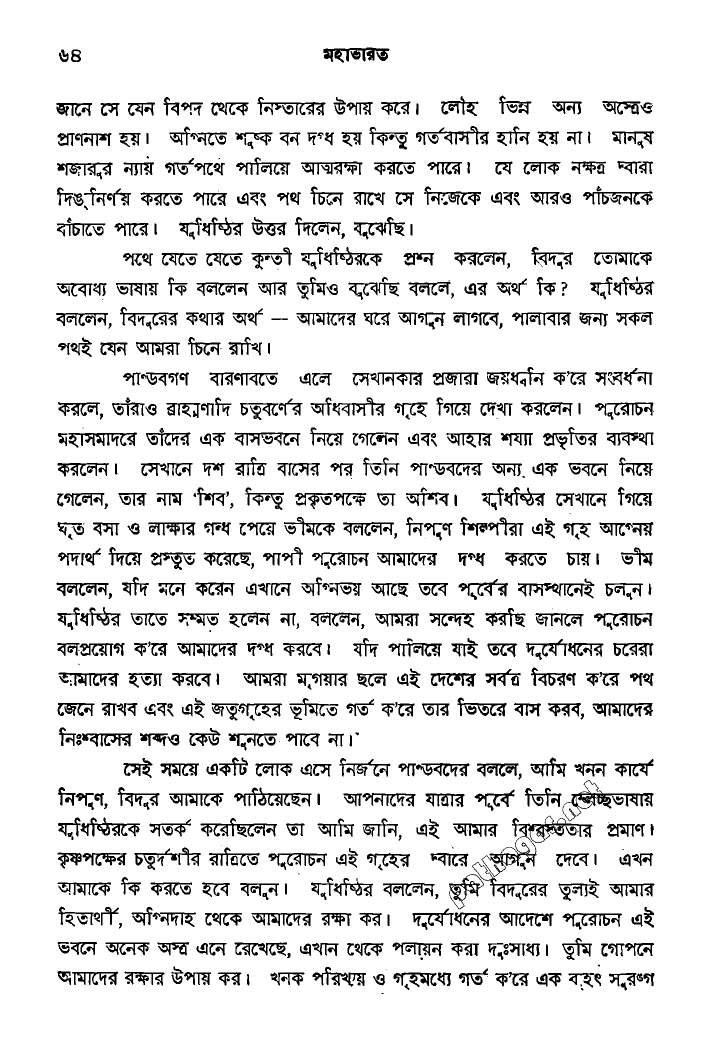 ৬৪
মহাভারত
জানে সে যেন বিপদ থেকে নিস্তারের উপায় করে। লৌহ ভিন্ন অন্য অস্ত্রেও
প্রাণনাশ হয়। অগ্নিতে শুষ্ক বন দগ্ধ হয় কিন্তু গর্তবাসীর হানি হয় না। মানুষ
শজারুর ন্যায় গর্তপথে পালিয়ে আত্মরক্ষা করতে পারে। যে লোক নক্ষত্র দ্বারা
দিঙ্‌নির্ণয় করতে পারে এবং পথ চিনে রাখে সে নিজেকে এবং আরও পাঁচজনকে
বাঁচাতে পারে। যুধিষ্ঠির উত্তর দিলেন, বুঝেছি।
পথে যেতে যেতে কুন্তী যুধিষ্ঠিরকে প্রশ্ন করলেন, বিদুর তোমাকে
অবোধ্য ভাষায় কি বললেন আর তুমিও বুঝেছি বললে, এর অর্থ কি? যুধিষ্ঠির
বললেন, বিদুরের কথার অর্থ — আমাদের ঘরে আগুন লাগবে, পালাবার জন্য সকল
পথই যেন আমরা চিনে রাখি।
পাণ্ডবগণ বারণাবতে এলে সেখানকার প্রজারা জয়ধ্বনি ক'রে সংবর্ধনা
করলে, তাঁরাও ব্রাহ্মণাদি চতুর্বর্ণের অধিবাসীর গৃহে গিয়ে দেখা করলেন। পুরোচন
মহাসমাদরে তাঁদের এক বাসভবনে নিয়ে গেলেন এবং আহার শয্যা প্রভৃতির ব্যবস্থা
করলেন। সেখানে দশ রাত্রি বাসের পর তিনি পাণ্ডবদের অন্য এক ভবনে নিয়ে
গেলেন, তার নাম 'শিব', কিন্তু প্রকৃতপক্ষে তা অশিব। যুধিষ্ঠির সেখানে গিয়ে
ঘৃত বসা ও লাক্ষার গন্ধ পেয়ে ভীমকে বললেন, নিপুণ শিল্পীরা এই গৃহ আগ্নেয়
পদার্থ দিয়ে প্রস্তুত করেছে, পাপী পুরোচন আমাদের দগ্ধ করতে চায়। ভীম
বললেন, যদি মনে করেন এখানে অগ্নিভয় আছে তবে পূর্বের বাসস্থানেই চলুন।
যুধিষ্ঠির তাতে সম্মত হলেন না, বললেন, আমরা সন্দেহ করছি জানলে পুরোচন
বলপ্রয়োগ ক'রে আমাদের দগ্ধ করবে। যদি পালিয়ে যাই তবে দুর্যোধনের চরেরা
আমাদের হত্যা করবে। আমরা মৃগয়ার ছলে এই দেশের সর্বত্র বিচরণ ক'রে পথ
জেনে রাখব এবং এই জতুগৃহের ভূমিতে গর্ত ক'রে তার ভিতরে বাস করব, আমাদের
নিঃশ্বাসের শব্দও কেউ শুনতে পাবে না।
সেই সময়ে একটি লোক এসে নির্জনে পাণ্ডবদের বললে, আমি খনন কার্যে
নিপুণ, বিদুর আমাকে পাঠিয়েছেন। আপনাদের যাত্রার পূর্বে তিনি ম্লেচ্ছভাষায়
যুধিষ্ঠিরকে সতর্ক করেছিলেন তা আমি জানি, এই আমার বিশ্বস্ততার প্রমাণ।
কৃষ্ণপক্ষের চতুর্দশীর রাত্রিতে পুরোচন এই গৃহের দ্বারে আগুন দেবে। এখন
আমাকে কি করতে হবে বলুন। যুধিষ্ঠির বললেন, তুমি বিদুরের তুল্যই আমার
হিতার্থী, অগ্নিদাহ থেকে আমাদের রক্ষা কর। দুর্যোধনের আদেশে পুরোচন এই
ভবনে অনেক অস্ত্র এনে রেখেছে, এখান থেকে পলায়ন করা দুঃসাধ্য। তুমি গোপনে
আমাদের রক্ষার উপায় কর। খনক পরিখায় ও গৃহমধ্যে গর্ত ক'রে এক বৃহৎ সুরঙ্গ